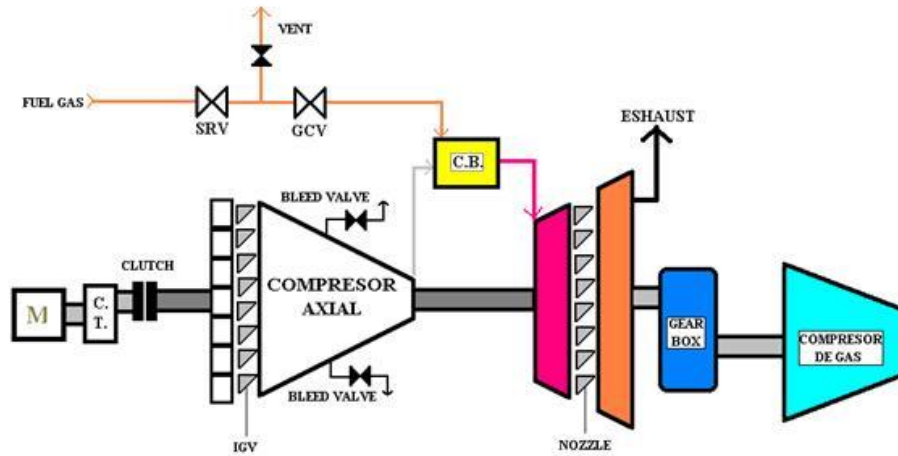 VENT
FUEL GAS
SRV
GCV
ESHAUST
C.B.
BLEED VALVE
CLUTCH
M
C.
T.
COMPRESOR
AXIAL
GEAR
BOX
COMPRESOR
DE GAS
BLEED VALVE
IGV
NOZZLE